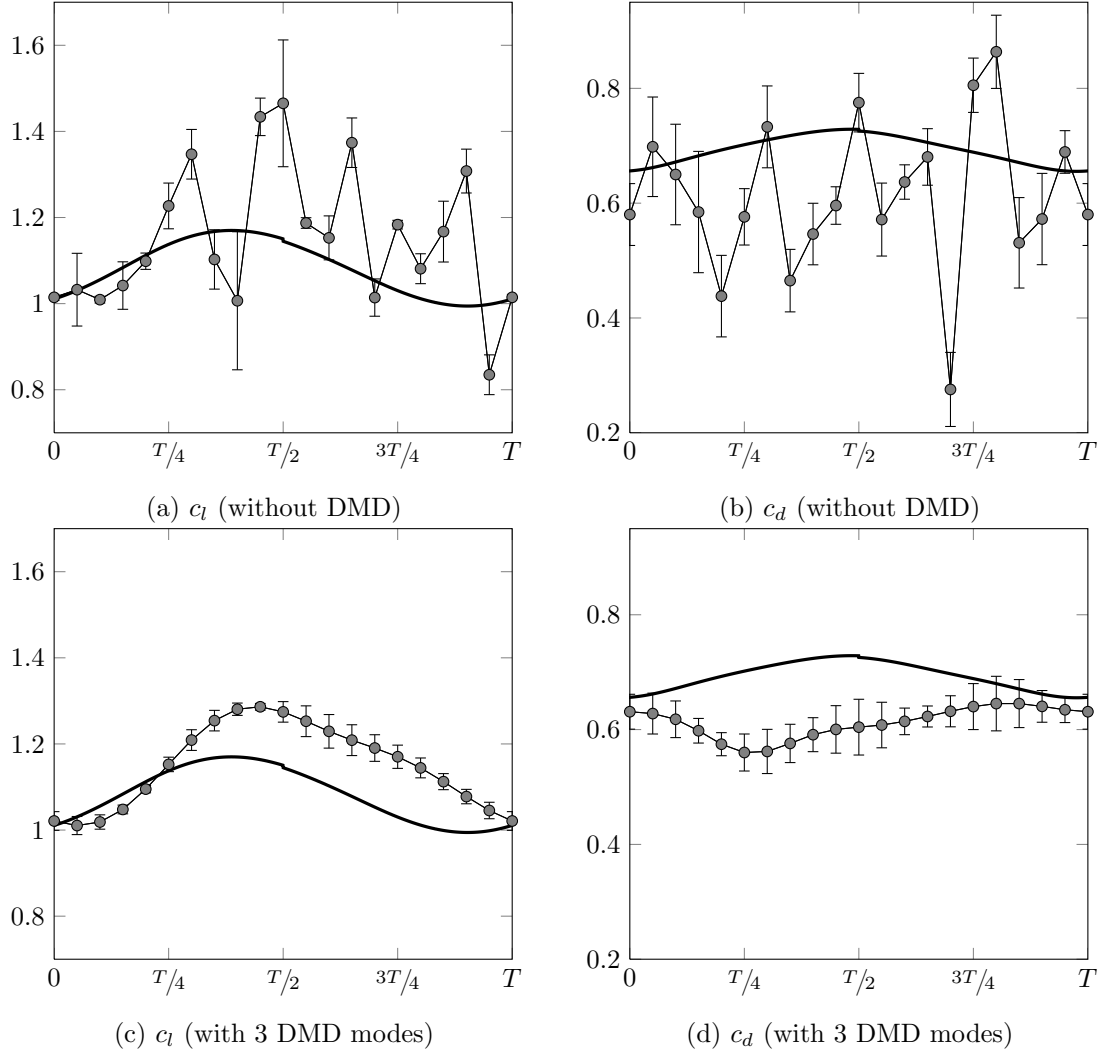 1.6
1.4
1.2
1
0.8
0 T/4 T/2 3T/4 T
(a) c_l (without DMD)
0.8
0.6
0.4
0.2
0 T/4 T/2 3T/4 T
(b) c_d (without DMD)
1.6
1.4
1.2
1
0.8
0 T/4 T/2 3T/4 T
(c) c_l (with 3 DMD modes)
0.8
0.6
0.4
0.2
0 T/4 T/2 3T/4 T
(d) c_d (with 3 DMD modes)